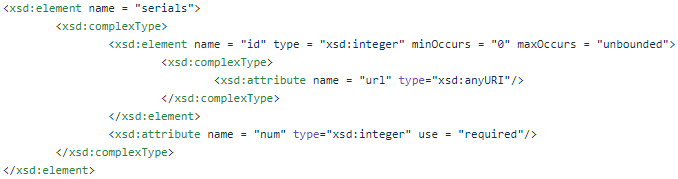 <xsd:element name = "serials">
<xsd:complexType>
<xsd:element name = "id" type = "xsd:integer" minOccurs = "0" maxOccurs = "unbounded">
<xsd:complexType>
<xsd:attribute name = "url" type="xsd:anyURI"/>
</xsd:complexType>
</xsd:element>
<xsd:attribute name = "num" type="xsd:integer" use = "required"/>
</xsd:complexType>
</xsd:element>